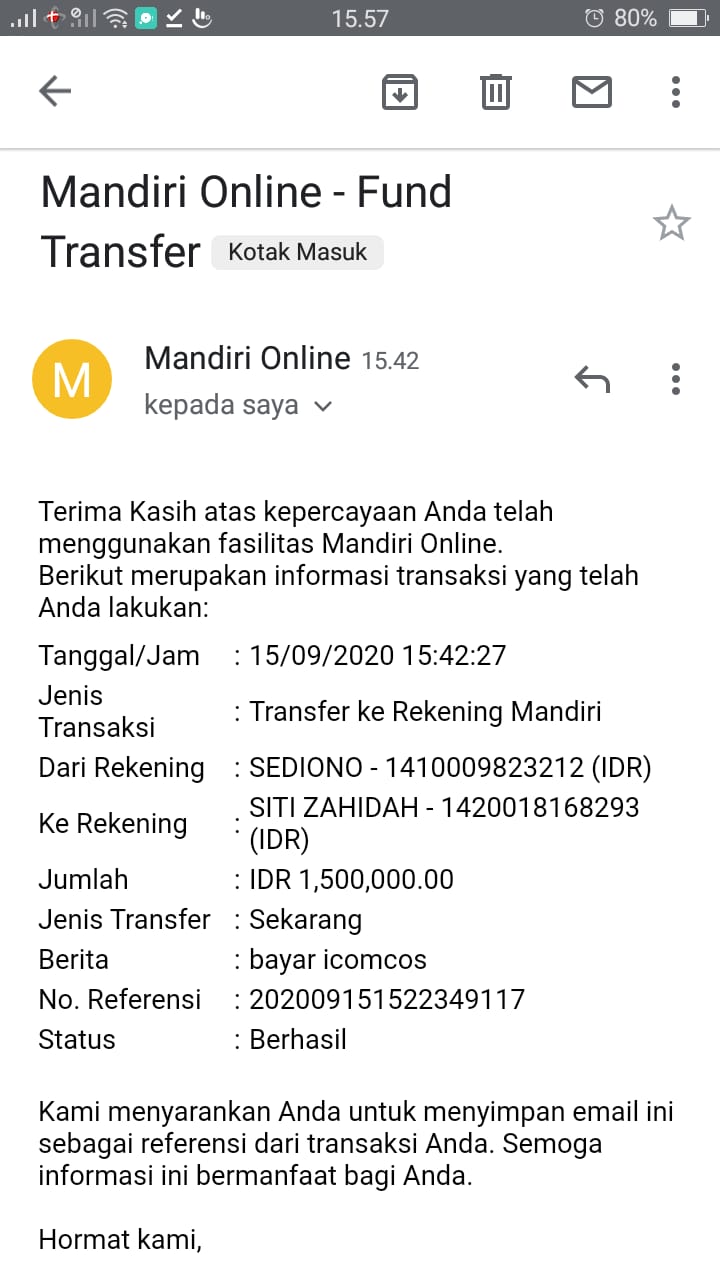 15.57
80%
Mandiri Online - Fund
Transfer Kotak Masuk
M
Mandiri Online 15.42
kepada saya
Terima Kasih atas kepercayaan Anda telah
menggunakan fasilitas Mandiri Online.
Berikut merupakan informasi transaksi yang telah
Anda lakukan:
Tanggal/Jam : 15/09/2020 15:42:27
Jenis
Transaksi : Transfer ke Rekening Mandiri
Dari Rekening : SEDIONO - 1410009823212 (IDR)
Ke Rekening : SITI ZAHIDAH - 1420018168293
(IDR)
Jumlah : IDR 1,500,000.00
Jenis Transfer : Sekarang
Berita : bayar icomcos
No. Referensi : 202009151522349117
Status : Berhasil
Kami menyarankan Anda untuk menyimpan email ini
sebagai referensi dari transaksi Anda. Semoga
informasi ini bermanfaat bagi Anda.
Hormat kami,